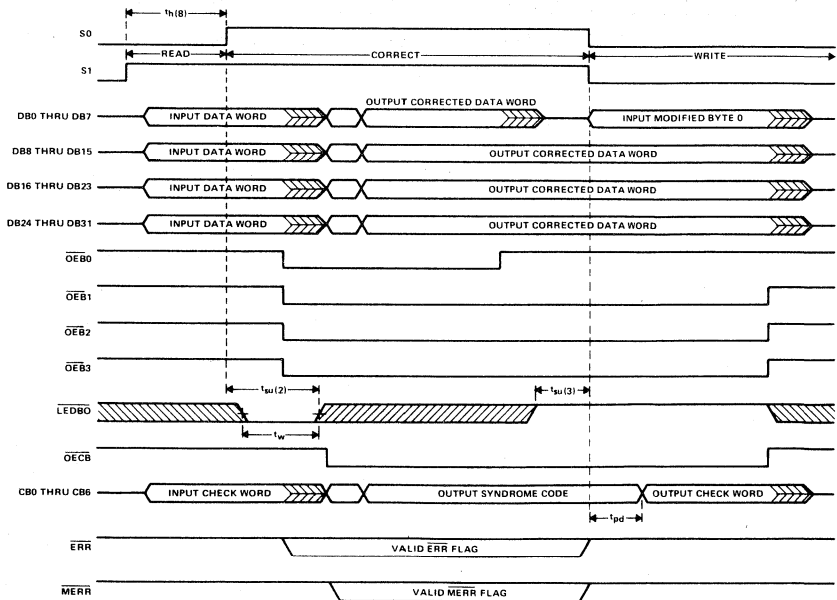 th(8)
S0
READ CORRECT WRITE
S1
OUTPUT CORRECTED DATA WORD
DB0 THRU DB7 INPUT DATA WORD INPUT MODIFIED BYTE 0
DB8 THRU DB15 INPUT DATA WORD OUTPUT CORRECTED DATA WORD
DB16 THRU DB23 INPUT DATA WORD OUTPUT CORRECTED DATA WORD
DB24 THRU DB31 INPUT DATA WORD OUTPUT CORRECTED DATA WORD
OEB0
OEB1
OEB2
OEB3
tsu(2) tsu(3)
LEDBO
tw
OECB
CB0 THRU CB6 INPUT CHECK WORD OUTPUT SYNDROME CODE OUTPUT CHECK WORD
tpd
ERR VALID ERR FLAG
MERR VALID MERR FLAG